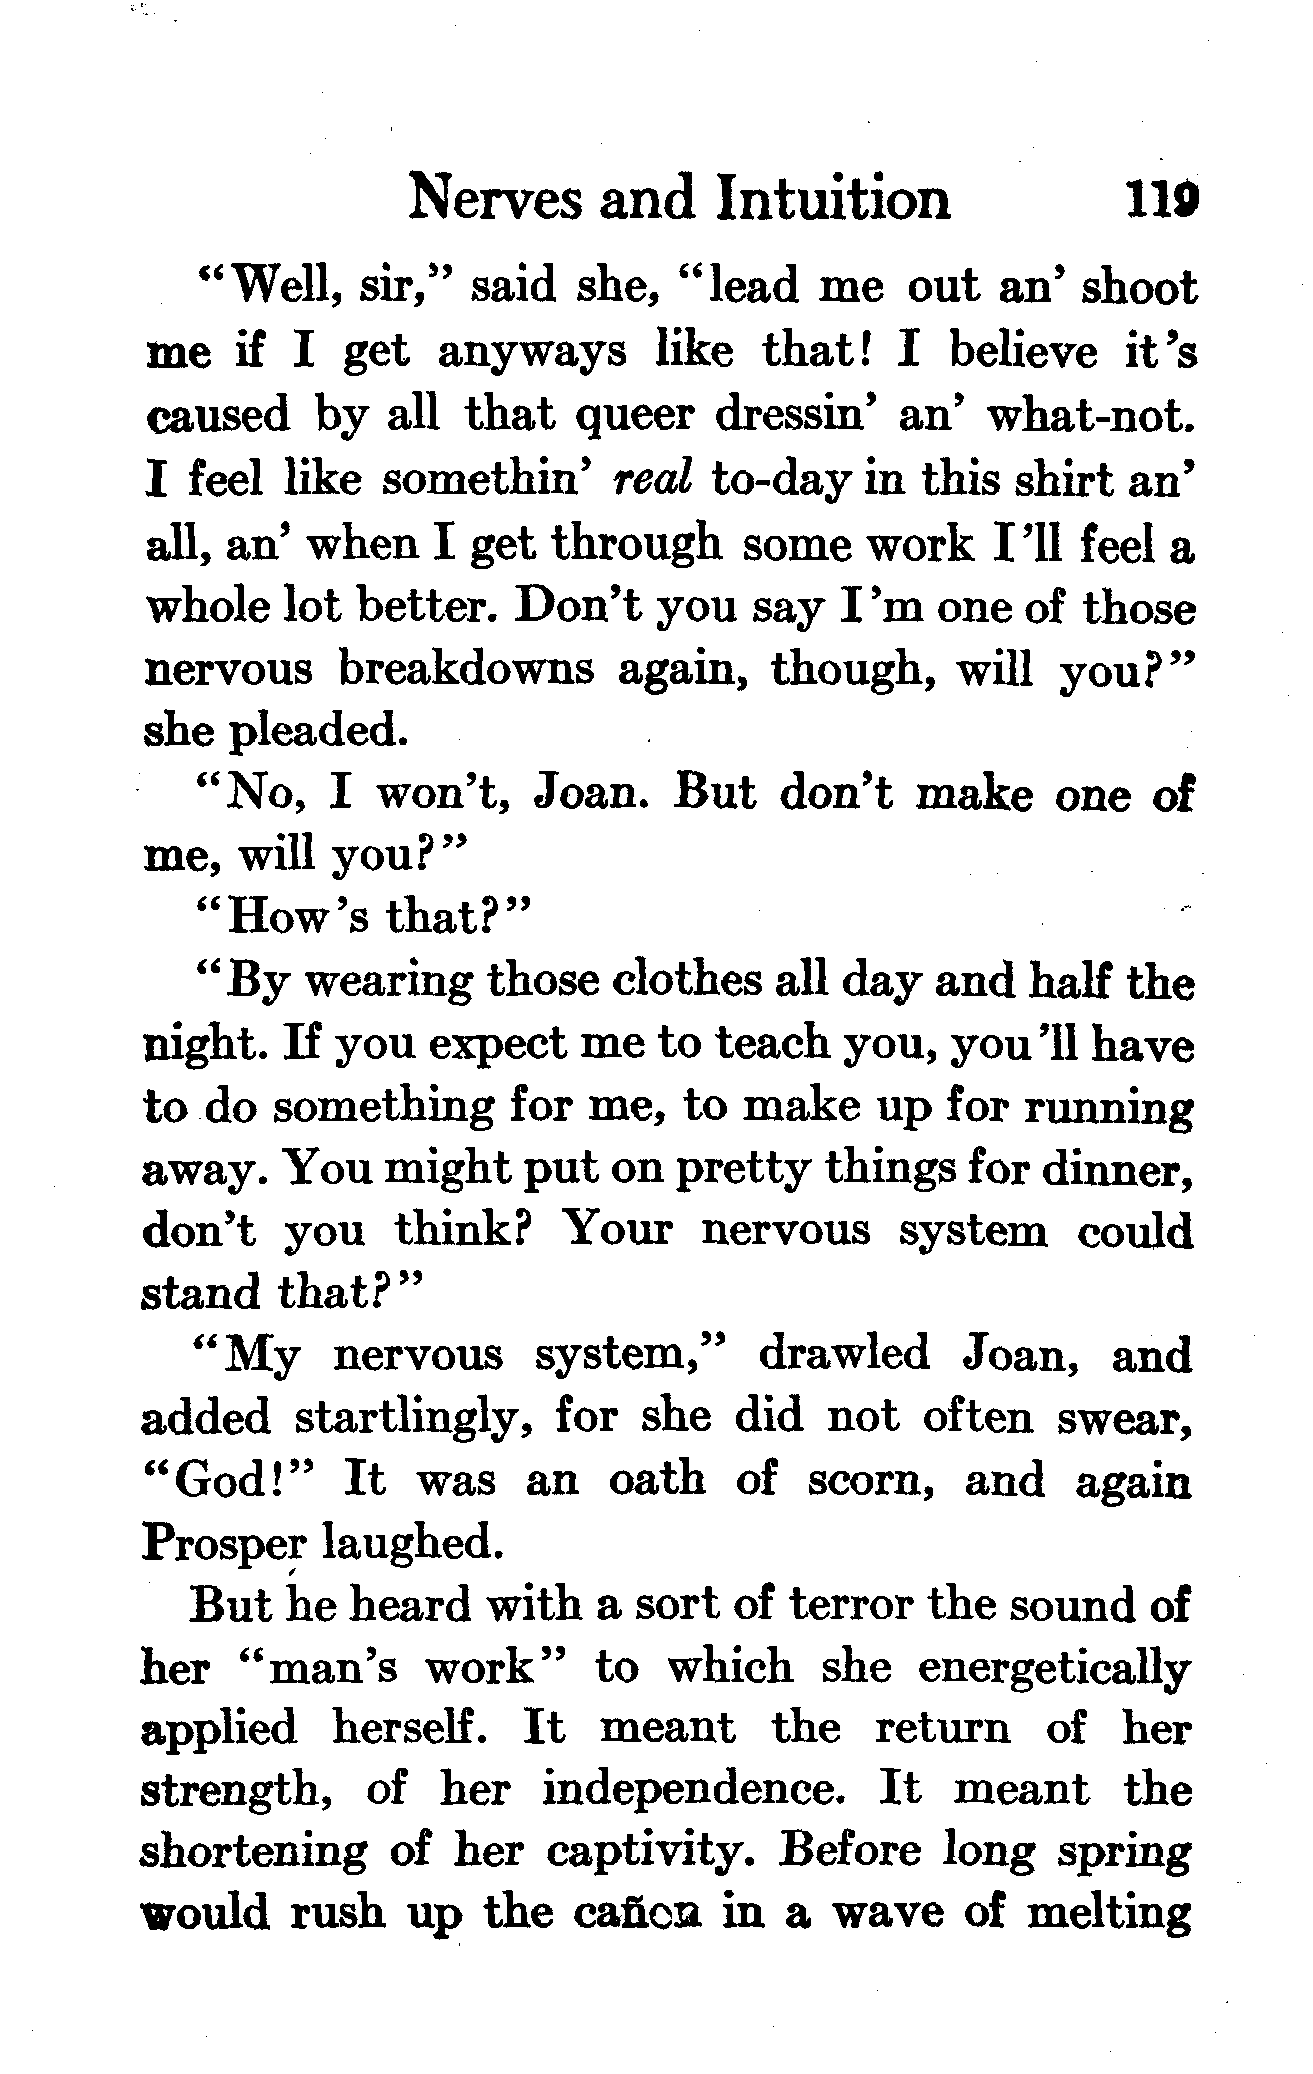 Nerves and Intuition 119
“Well, sir,” said she, “lead me out an’ shoot
me if I get anyways like that! I believe it’s
caused by all that queer dressin’ an’ what-not.
I feel like somethin’ real to-day in this shirt an’
all, an’ when I get through some work I’ll feel a
whole lot better. Don’t you say I’m one of those
nervous breakdowns again, though, will you?”
she pleaded.
“No, I won’t, Joan. But don’t make one of
me, will you?”
“How’s that?”
“By wearing those clothes all day and half the
night. If you expect me to teach you, you’ll have
to do something for me, to make up for running
away. You might put on pretty things for dinner,
don’t you think? Your nervous system could
stand that?”
“My nervous system,” drawled Joan, and
added startlingly, for she did not often swear,
“God!” It was an oath of scorn, and again
Prosper laughed.
But he heard with a sort of terror the sound of
her “man’s work” to which she energetically
applied herself. It meant the return of her
strength, of her independence. It meant the
shortening of her captivity. Before long spring
would rush up the cañon in a wave of melting